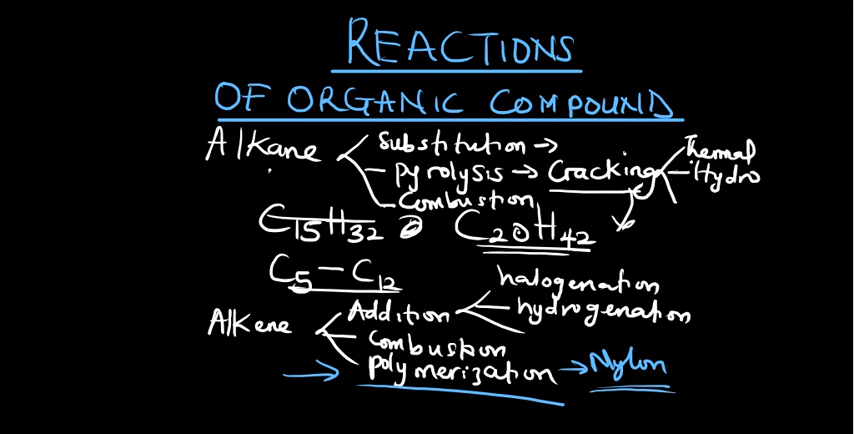 REACTIONS
OF ORGANIC COMPOUND
Alkane
Substitution →
pyrolysis → Cracking
Thermal
Hydro
Combustion
C15H32
C20H42
C5 - C12
Alkene
Addition
halogenation
hydrogenation
Combustion
polymerization → Nylon